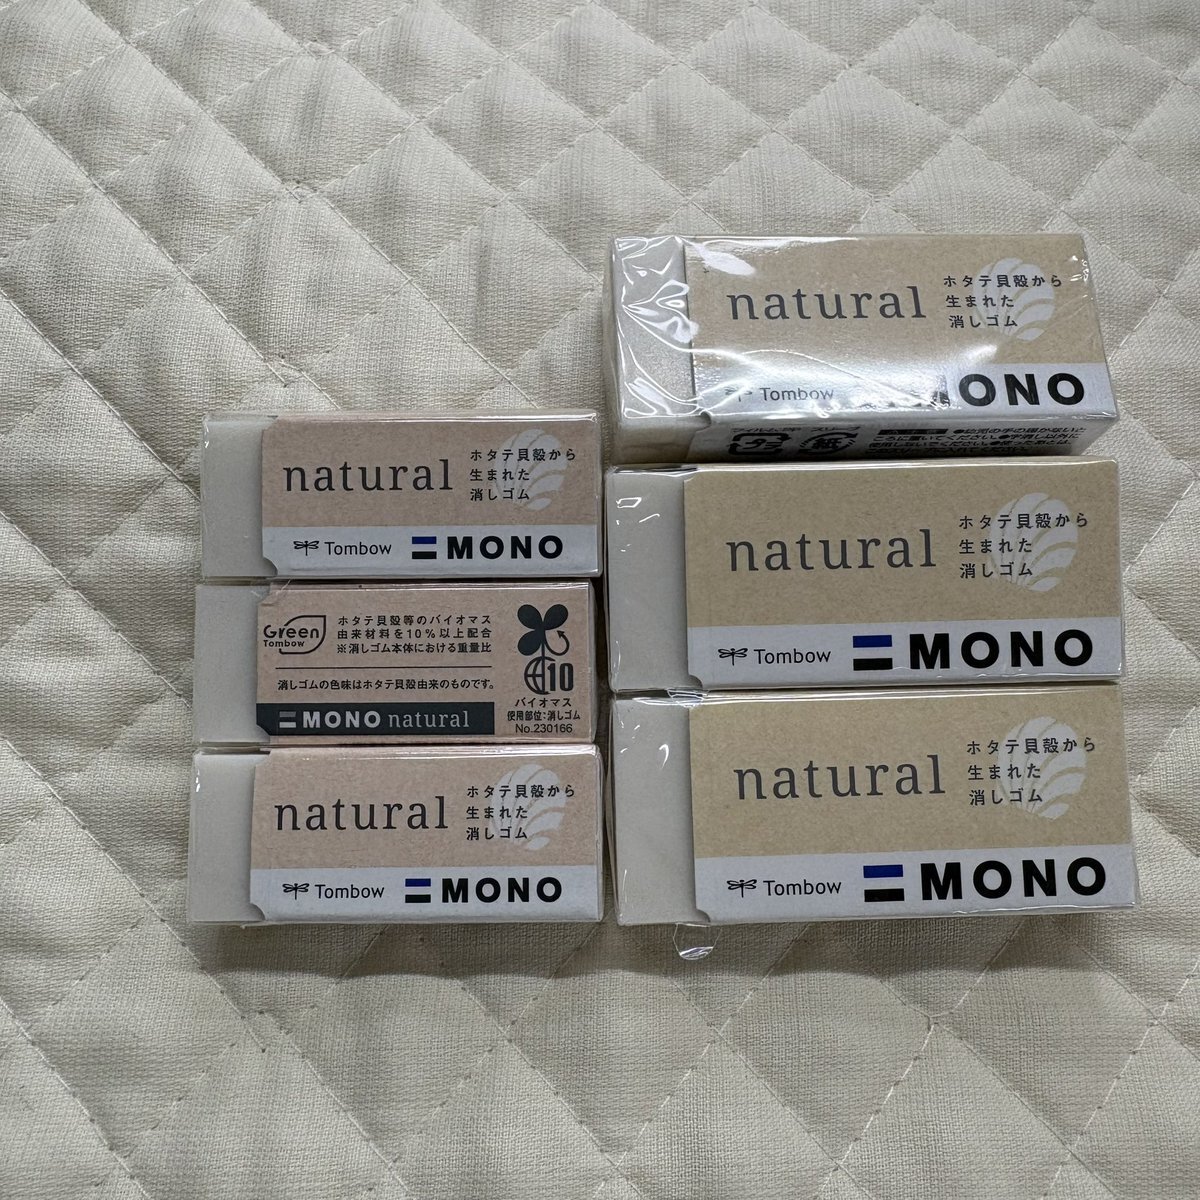 natural
ホタテ貝殻から
生まれた
消しゴム
Tombow MONO
natural
ホタテ貝殻から
生まれた
消しゴム
Tombow MONO
Green
Tombow
ホタテ貝殻等のバイオマス
由来材料を10%以上配合
※消しゴム本体における重量比
消しゴムの色味はホタテ貝殻由来のものです。
MONO natural
10
バイオマス
使用部位:消しゴム
No.230166
natural
ホタテ貝殻から
生まれた
消しゴム
Tombow MONO
natural
ホタテ貝殻から
生まれた
消しゴム
Tombow MONO
スリーブ
プラ
紙
natural
ホタテ貝殻から
生まれた
消しゴム
Tombow MONO